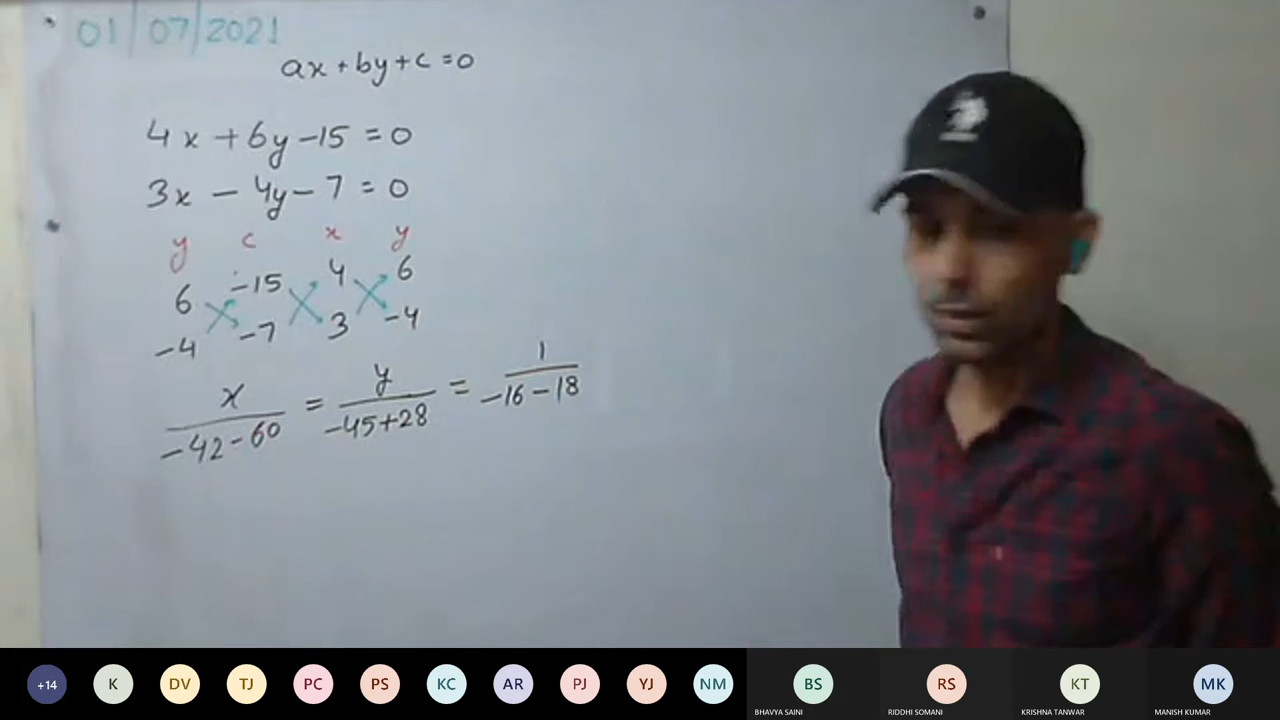 01/07/2021
ax+by+c=0
4x+6y-15=0
3x-4y-7=0
y c x y
6 -15 4 6
-4 -7 3 -4
x/(-42-60) = y/(-45+28) = 1/(-16-18)
+14 K DV TJ PC PS KC AR PJ YJ NM BS RS KT MK
BHAVYA SAINI RIDDHI SOMANI KRISHNA TANWAR MANISH KUMAR